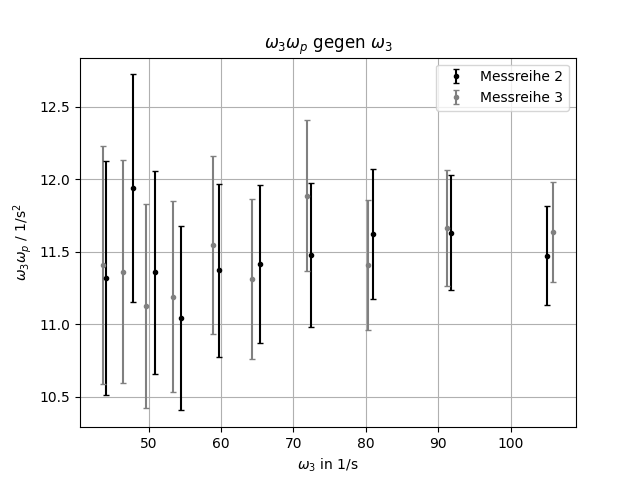 ω₃ωₚ gegen ω₃
Messreihe 2
Messreihe 3
12.5
12.0
11.5
11.0
10.5
ω₃ωₚ / 1/s²
50 60 70 80 90 100
ω₃ in 1/s